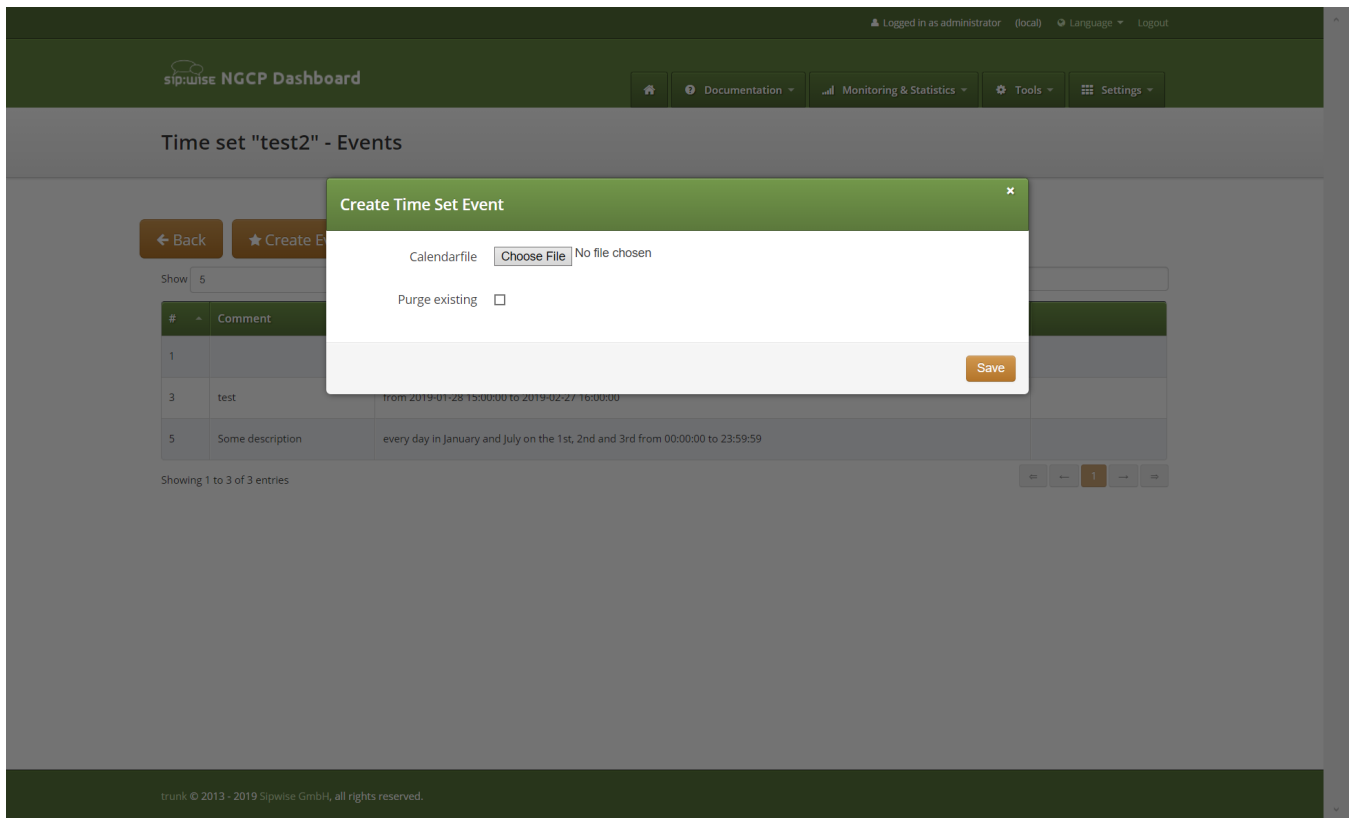 Logged in as administrator (local) Language Logout
sip:wise NGCP Dashboard
Documentation Monitoring & Statistics Tools Settings
Time set "test2" - Events
Create Time Set Event
Back Create E
Calendarfile Choose File No file chosen
Show 5
Purge existing
# Comment
1
Save
3 test from 2019-01-28 15:00:00 to 2019-02-27 16:00:00
5 Some description every day in January and July on the 1st, 2nd and 3rd from 00:00:00 to 23:59:59
Showing 1 to 3 of 3 entries
⇐ ← 1 → ⇒
trunk © 2013 - 2019 Sipwise GmbH, all rights reserved.